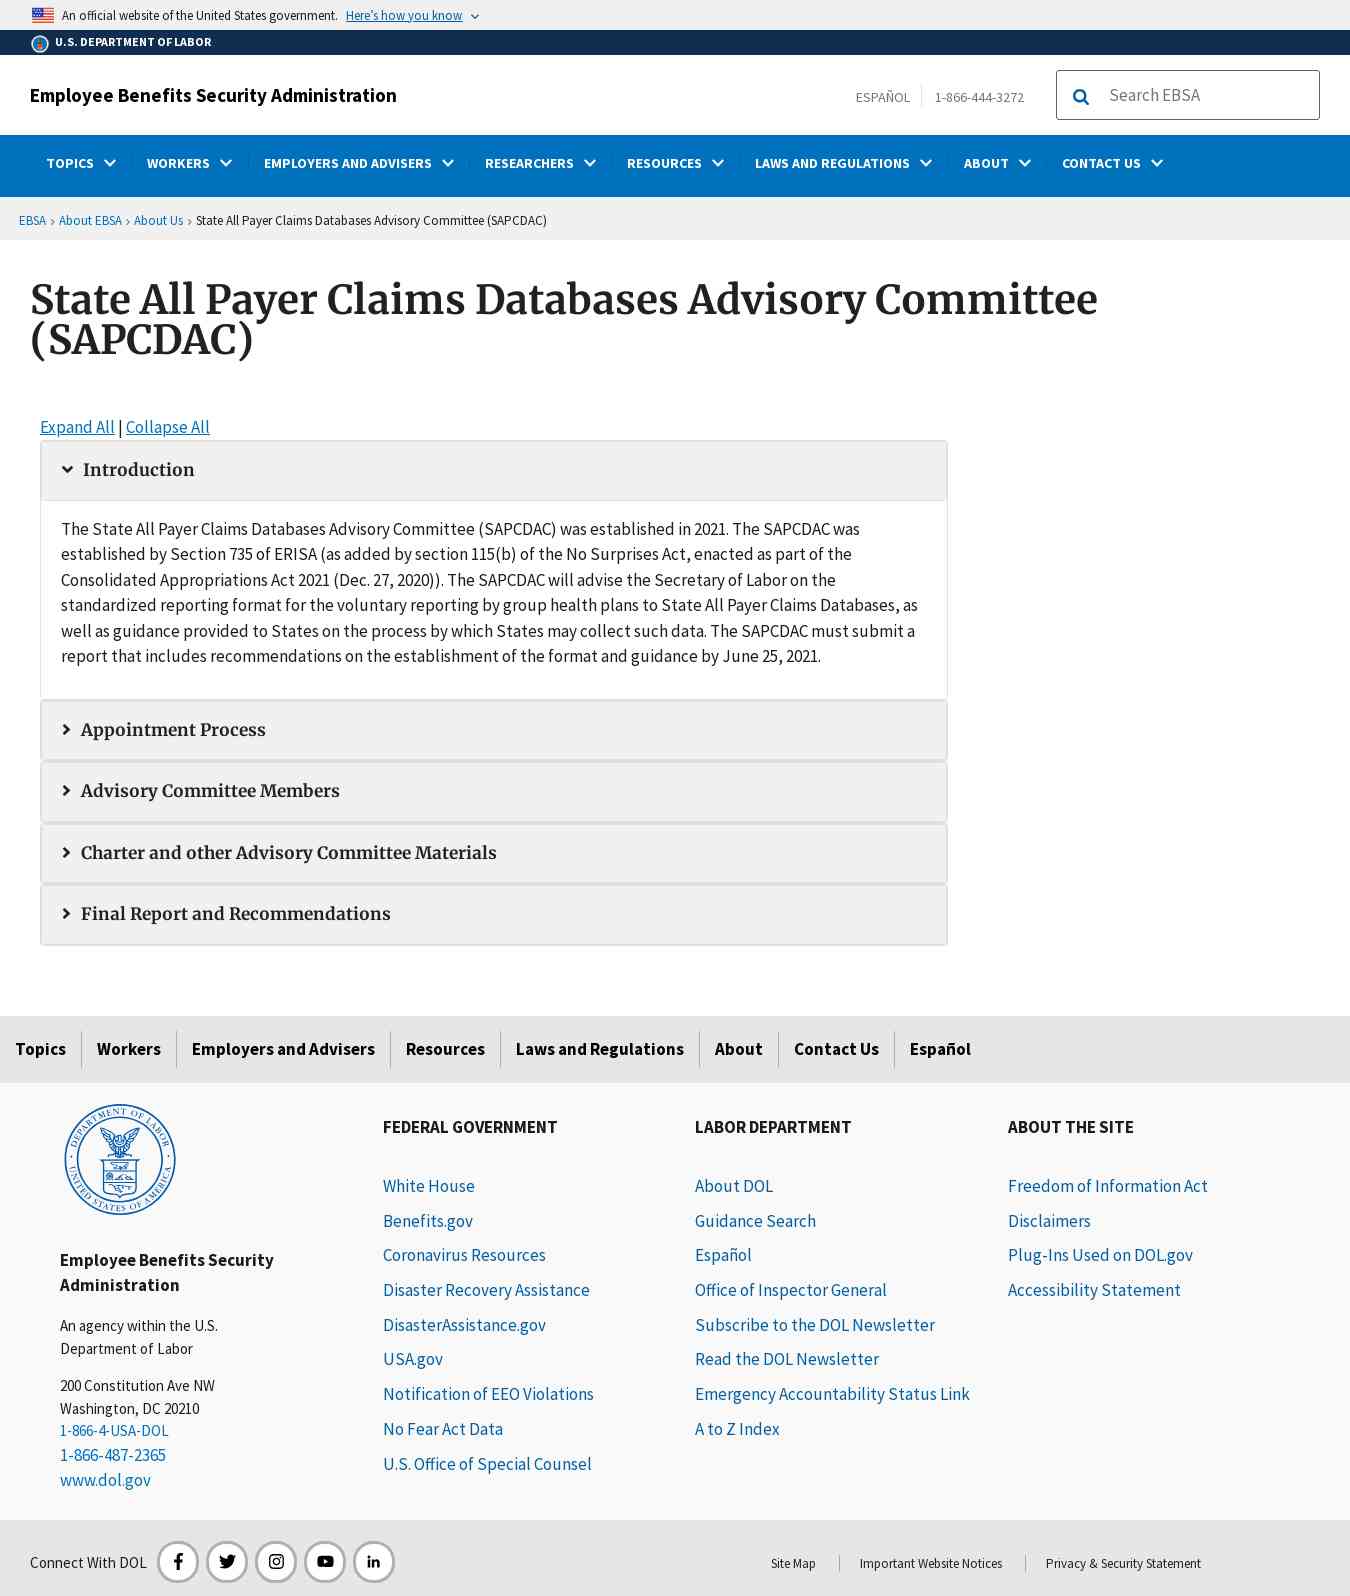 An official website of the United States government. Here’s how you know
U.S. DEPARTMENT OF LABOR
Employee Benefits Security Administration
ESPAÑOL 1-866-444-3272 Search EBSA
TOPICS WORKERS EMPLOYERS AND ADVISERS RESEARCHERS RESOURCES LAWS AND REGULATIONS ABOUT CONTACT US
EBSA › About EBSA › About Us › State All Payer Claims Databases Advisory Committee (SAPCDAC)
State All Payer Claims Databases Advisory Committee
(SAPCDAC)
Expand All | Collapse All
Introduction
The State All Payer Claims Databases Advisory Committee (SAPCDAC) was established in 2021. The SAPCDAC was
established by Section 735 of ERISA (as added by section 115(b) of the No Surprises Act, enacted as part of the
Consolidated Appropriations Act 2021 (Dec. 27, 2020)). The SAPCDAC will advise the Secretary of Labor on the
standardized reporting format for the voluntary reporting by group health plans to State All Payer Claims Databases, as
well as guidance provided to States on the process by which States may collect such data. The SAPCDAC must submit a
report that includes recommendations on the establishment of the format and guidance by June 25, 2021.
Appointment Process
Advisory Committee Members
Charter and other Advisory Committee Materials
Final Report and Recommendations
Topics Workers Employers and Advisers Resources Laws and Regulations About Contact Us Español
DEPARTMENT OF LABOR
UNITED STATES OF AMERICA
Employee Benefits Security
Administration
An agency within the U.S.
Department of Labor
200 Constitution Ave NW
Washington, DC 20210
1-866-4-USA-DOL
1-866-487-2365
www.dol.gov
FEDERAL GOVERNMENT
White House
Benefits.gov
Coronavirus Resources
Disaster Recovery Assistance
DisasterAssistance.gov
USA.gov
Notification of EEO Violations
No Fear Act Data
U.S. Office of Special Counsel
LABOR DEPARTMENT
About DOL
Guidance Search
Español
Office of Inspector General
Subscribe to the DOL Newsletter
Read the DOL Newsletter
Emergency Accountability Status Link
A to Z Index
ABOUT THE SITE
Freedom of Information Act
Disclaimers
Plug-Ins Used on DOL.gov
Accessibility Statement
Connect With DOL
Site Map Important Website Notices Privacy & Security Statement